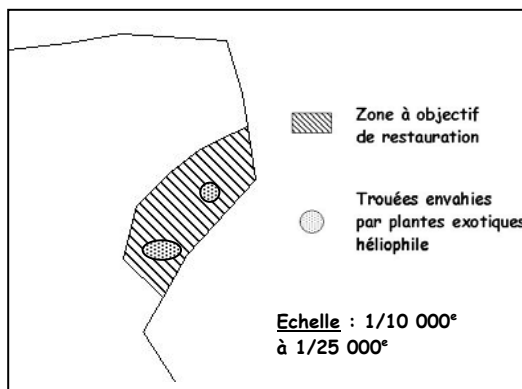 Zone à objectif
de restauration
Trouées envahies
par plantes exotiques
héliophile
Echelle : 1/10 000e
à 1/25 000e